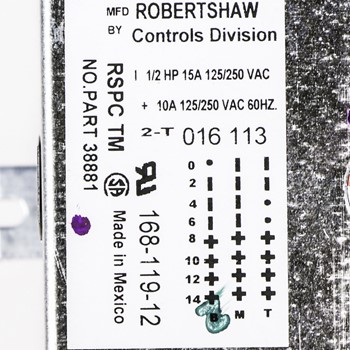 MFD ROBERTSHAW
BY Controls Division
I 1/2 HP 15A 125/250 VAC
+ 10A 125/250 VAC 60HZ.
2-T 016 113
0 •
2 I I I
4 I I •
6 I I •
8 + + +
10 + + +
12 + + +
14 + + +
B M T
RSPC TM
NO.PART 38881
168-119-12
Made in Mexico